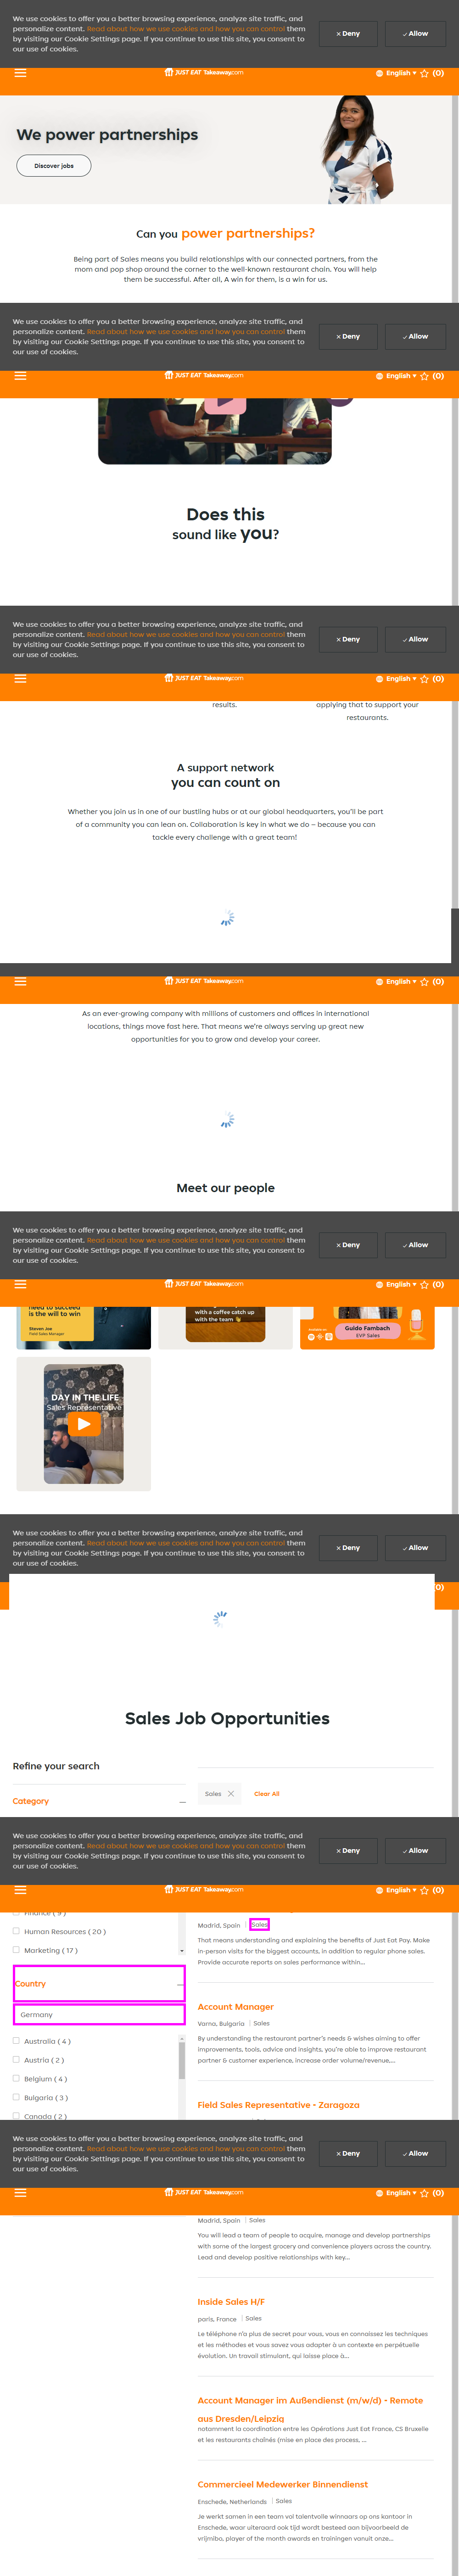 We use cookies to offer you a better browsing experience, analyze site traffic, and
personalize content. Read about how we use cookies and how you can control them
by visiting our Cookie Settings page. If you continue to use this site, you consent to
our use of cookies.
× Deny
✓ Allow
JUST EAT Takeaway.com
English ▾ (0)
We power partnerships
Discover jobs
Can you power partnerships?
Being part of Sales means you build relationships with our connected partners, from the
mom and pop shop around the corner to the well-known restaurant chain. You will help
them be successful. After all, A win for them, is a win for us.
We use cookies to offer you a better browsing experience, analyze site traffic, and
personalize content. Read about how we use cookies and how you can control them
by visiting our Cookie Settings page. If you continue to use this site, you consent to
our use of cookies.
× Deny
✓ Allow
JUST EAT Takeaway.com
English ▾ (0)
Does this
sound like you?
We use cookies to offer you a better browsing experience, analyze site traffic, and
personalize content. Read about how we use cookies and how you can control them
by visiting our Cookie Settings page. If you continue to use this site, you consent to
our use of cookies.
× Deny
✓ Allow
JUST EAT Takeaway.com
English ▾ (0)
results.
applying that to support your
restaurants.
A support network
you can count on
Whether you join us in one of our bustling hubs or at our global headquarters, you'll be part
of a community you can lean on. Collaboration is key in what we do – because you can
tackle every challenge with a great team!
JUST EAT Takeaway.com
English ▾ (0)
As an ever-growing company with millions of customers and offices in international
locations, things move fast here. That means we're always serving up great new
opportunities for you to grow and develop your career.
Meet our people
We use cookies to offer you a better browsing experience, analyze site traffic, and
personalize content. Read about how we use cookies and how you can control them
by visiting our Cookie Settings page. If you continue to use this site, you consent to
our use of cookies.
× Deny
✓ Allow
JUST EAT Takeaway.com
English ▾ (0)
need to succeed
is the will to win
Steven Joe
Field Sales Manager
with a coffee catch up
with the team
Guido Fambach
EVP Sales
DAY IN THE LIFE
Sales Representative
We use cookies to offer you a better browsing experience, analyze site traffic, and
personalize content. Read about how we use cookies and how you can control them
by visiting our Cookie Settings page. If you continue to use this site, you consent to
our use of cookies.
× Deny
✓ Allow
0)
Sales Job Opportunities
Refine your search
Sales ×
Clear All
Category
We use cookies to offer you a better browsing experience, analyze site traffic, and
personalize content. Read about how we use cookies and how you can control them
by visiting our Cookie Settings page. If you continue to use this site, you consent to
our use of cookies.
× Deny
✓ Allow
JUST EAT Takeaway.com
English ▾ (0)
Finance ( 9 )
Human Resources ( 20 )
Marketing ( 17 )
Country
Germany
Australia ( 4 )
Austria ( 2 )
Belgium ( 4 )
Bulgaria ( 3 )
Canada ( 2 )
Madrid, Spain | Sales
That means understanding and explaining the benefits of Just Eat Pay. Make
in-person visits for the biggest accounts, in addition to regular phone sales.
Provide accurate reports on sales performance within...
Account Manager
Varna, Bulgaria | Sales
By understanding the restaurant partner's needs & wishes aiming to offer
improvements, tools, advice and insights, you're able to improve restaurant
partner & customer experience, increase order volume/revenue,...
Field Sales Representative - Zaragoza
We use cookies to offer you a better browsing experience, analyze site traffic, and
personalize content. Read about how we use cookies and how you can control them
by visiting our Cookie Settings page. If you continue to use this site, you consent to
our use of cookies.
× Deny
✓ Allow
JUST EAT Takeaway.com
English ▾ (0)
Madrid, Spain | Sales
You will lead a team of people to acquire, manage and develop partnerships
with some of the largest grocery and convenience players across the country.
Lead and develop positive relationships with key...
Inside Sales H/F
paris, France | Sales
Le téléphone n'a plus de secret pour vous, vous en connaissez les techniques
et les méthodes et vous savez vous adapter à un contexte en perpétuelle
évolution. Un travail stimulant, qui laisse place à...
Account Manager im Außendienst (m/w/d) - Remote
aus Dresden/Leipzig
notamment la coordination entre les Opérations Just Eat France, CS Bruxelle
et les restaurants chaînés (mise en place des process, ...
Commercieel Medewerker Binnendienst
Enschede, Netherlands | Sales
Je werkt samen in een team vol talentvolle winnaars op ons kantoor in
Enschede, waar uiteraard ook tijd wordt besteed aan bijvoorbeeld de
vrijmibo, player of the month awards en trainingen vanuit onze...